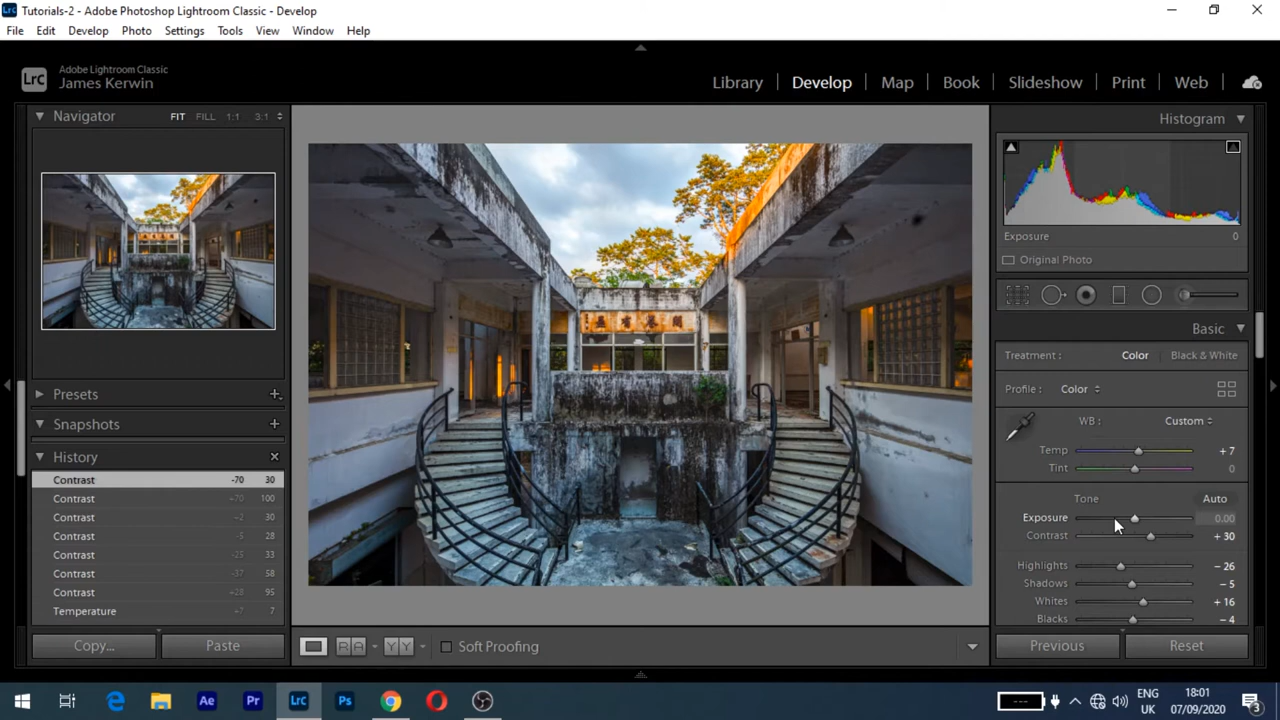 Tutorials-2 - Adobe Photoshop Lightroom Classic - Develop
File Edit Develop Photo Settings Tools View Window Help
Lrc
Adobe Lightroom Classic
James Kerwin
Library | Develop | Map | Book | Slideshow | Print | Web
Navigator FIT FILL 1:1 3:1
Presets
Snapshots
History
Contrast -70 30
Contrast +70 100
Contrast +2 30
Contrast -5 28
Contrast -37 33
Contrast +28 95
Temperature +7 7
Copy... Paste
Soft Proofing
Histogram
Exposure 0
Original Photo
Basic
Treatment : Color Black & White
Profile : Color
WB : Custom
Temp + 7
Tint 0
Tone Auto
Exposure 0.00
Contrast + 30
Highlights − 26
Shadows − 5
Whites + 16
Blacks − 4
Previous Reset
Ae Pr Lrc Ps
ENG
UK
18:01
07/09/2020
3